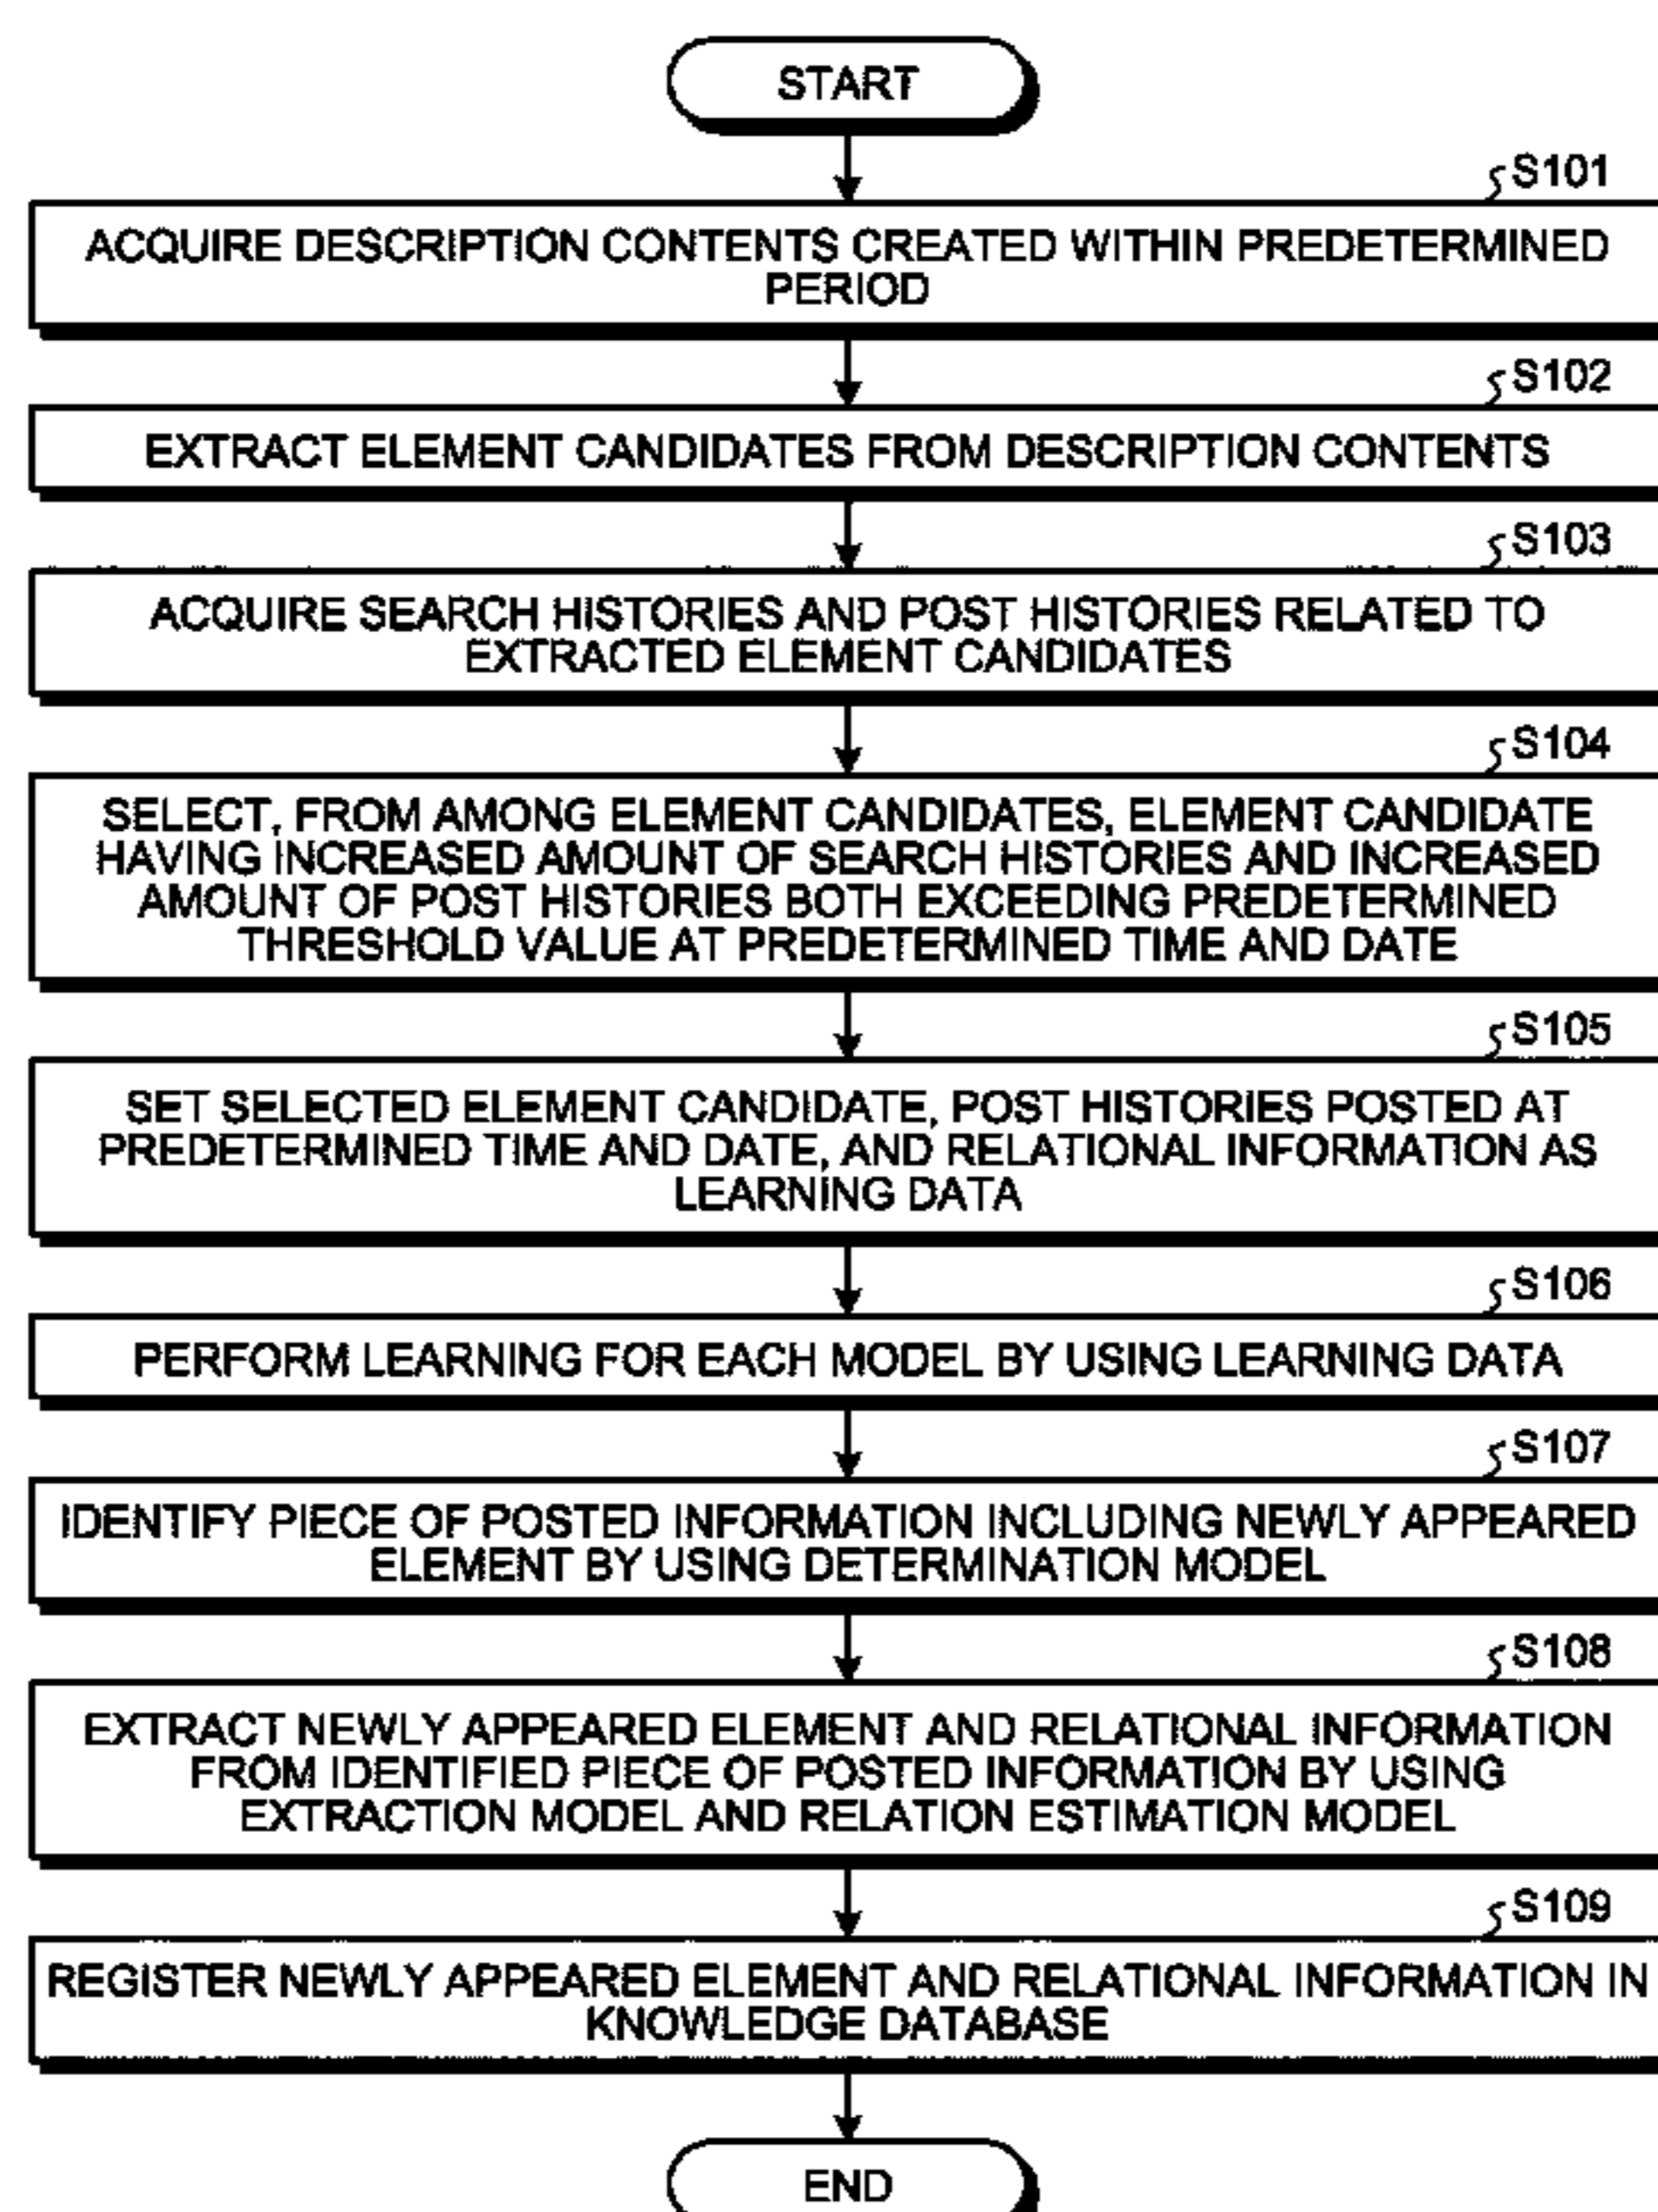 START
S101
ACQUIRE DESCRIPTION CONTENTS CREATED WITHIN PREDETERMINED
PERIOD
S102
EXTRACT ELEMENT CANDIDATES FROM DESCRIPTION CONTENTS
S103
ACQUIRE SEARCH HISTORIES AND POST HISTORIES RELATED TO
EXTRACTED ELEMENT CANDIDATES
S104
SELECT, FROM AMONG ELEMENT CANDIDATES, ELEMENT CANDIDATE
HAVING INCREASED AMOUNT OF SEARCH HISTORIES AND INCREASED
AMOUNT OF POST HISTORIES BOTH EXCEEDING PREDETERMINED
THRESHOLD VALUE AT PREDETERMINED TIME AND DATE
S105
SET SELECTED ELEMENT CANDIDATE, POST HISTORIES POSTED AT
PREDETERMINED TIME AND DATE, AND RELATIONAL INFORMATION AS
LEARNING DATA
S106
PERFORM LEARNING FOR EACH MODEL BY USING LEARNING DATA
S107
IDENTIFY PIECE OF POSTED INFORMATION INCLUDING NEWLY APPEARED
ELEMENT BY USING DETERMINATION MODEL
S108
EXTRACT NEWLY APPEARED ELEMENT AND RELATIONAL INFORMATION
FROM IDENTIFIED PIECE OF POSTED INFORMATION BY USING
EXTRACTION MODEL AND RELATION ESTIMATION MODEL
S109
REGISTER NEWLY APPEARED ELEMENT AND RELATIONAL INFORMATION IN
KNOWLEDGE DATABASE
END